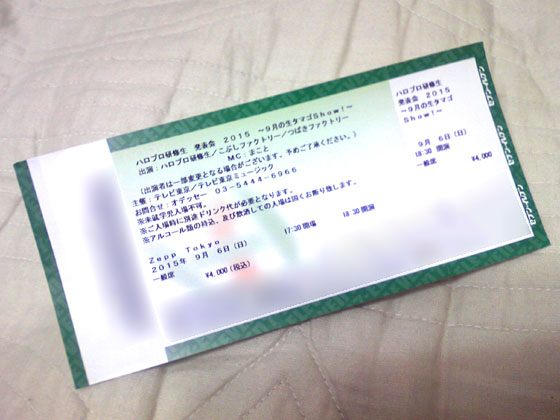 ハロプロ研修生 発表会 2015 ～9月の生タマゴShow!～
出演：ハロプロ研修生／こぶしファクトリー／つばきファクトリー
MC：まこと
（出演者は一部変更となる場合がございます。予めご了承ください。）
主催：テレビ東京／テレビ東京ミュージック
お問合せ：オデッセー 03-5444-6966
※未就学児入場不可。
※ご入場時に別途ドリンク代が必要となります。
※アルコール類の持込、及び飲酒しての入場は固くお断り致します。
Zepp Tokyo
2015年 9月 6日（日） 17:30 開場 18:30 開演
一般席 ¥4,000(税込)
ハロプロ研修生
発表会 2015
～9月の生タマゴ
Show!～
9月 6日（日）
18:30 開演
一般席 ¥4,000